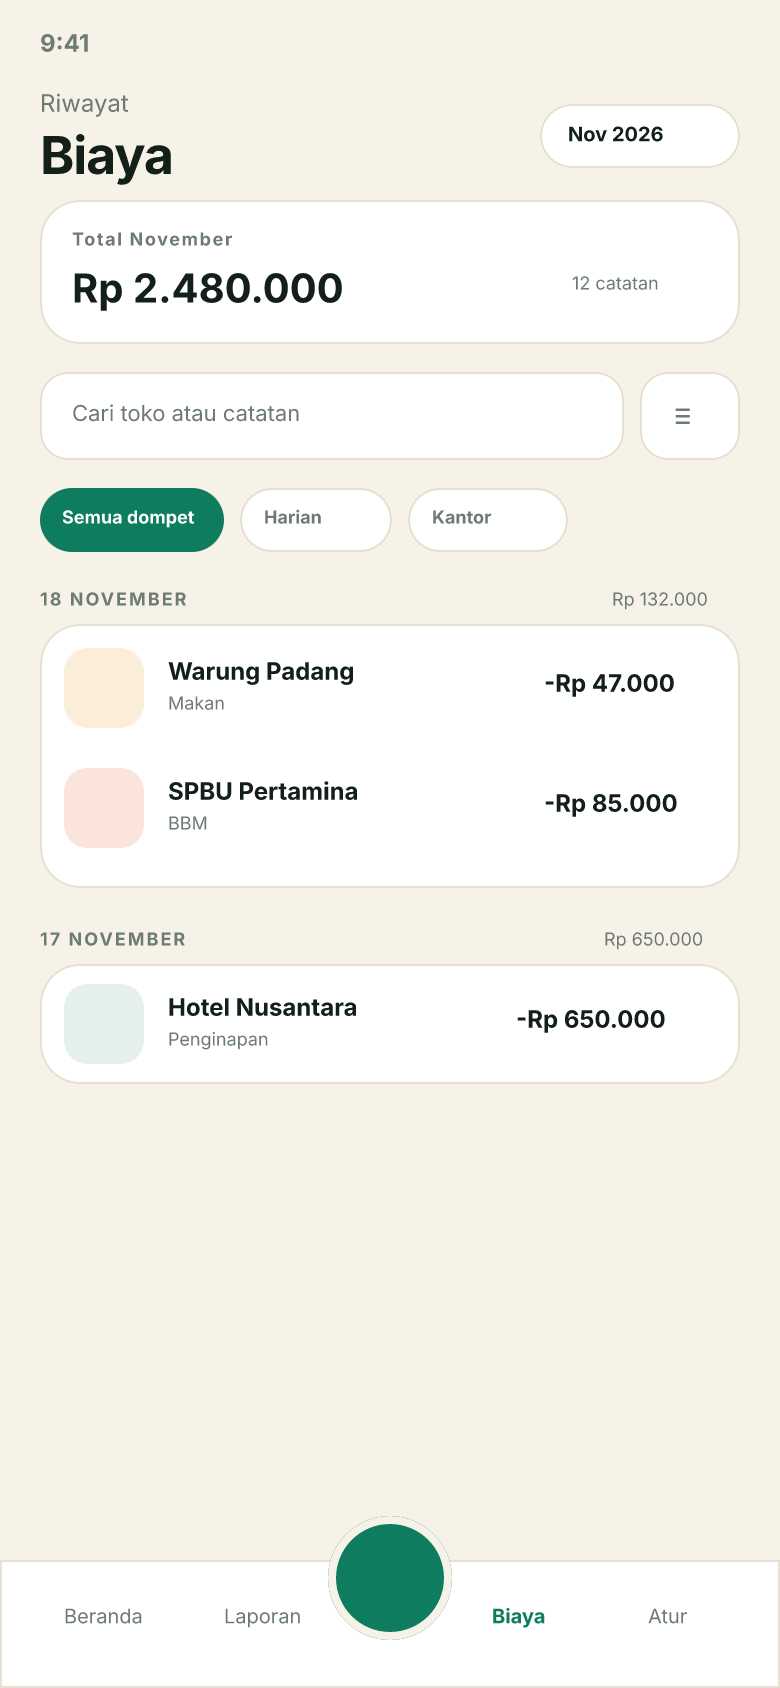 9:41
Riwayat
Biaya
Nov 2026
Total November
Rp 2.480.000
12 catatan
Cari toko atau catatan
☰
Semua dompet
Harian
Kantor
18 NOVEMBER
Rp 132.000
Warung Padang
-Rp 47.000
Makan
SPBU Pertamina
-Rp 85.000
BBM
17 NOVEMBER
Rp 650.000
Hotel Nusantara
-Rp 650.000
Penginapan
Beranda
Laporan
Biaya
Atur